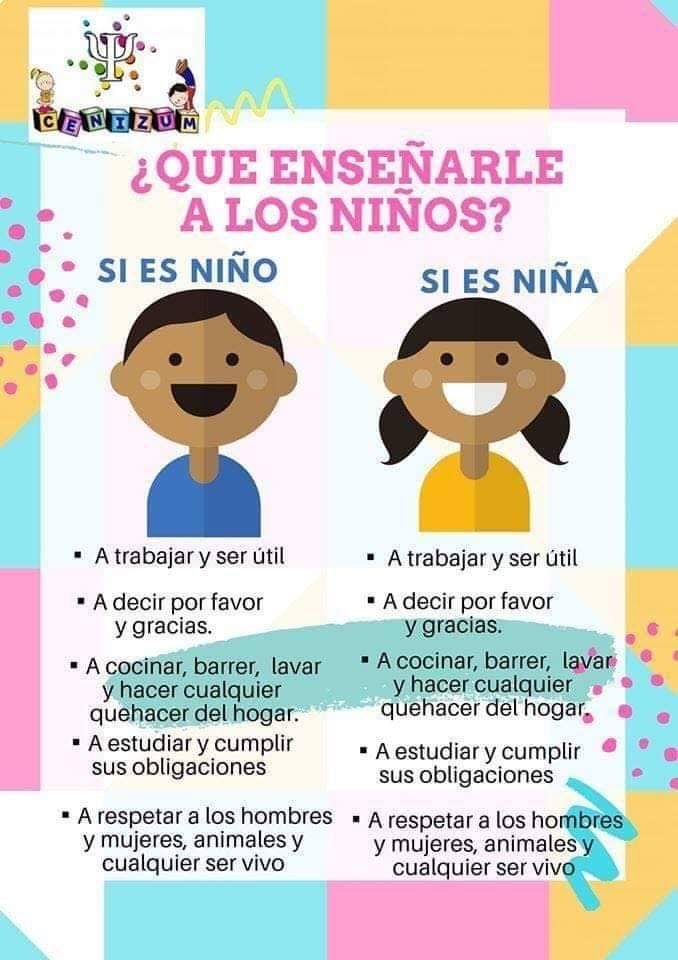 Ψ
CENIZUM
¿QUE ENSEÑARLE
A LOS NIÑOS?
SI ES NIÑO
▪ A trabajar y ser útil
▪ A decir por favor
y gracias.
▪ A cocinar, barrer, lavar
y hacer cualquier
quehacer del hogar.
▪ A estudiar y cumplir
sus obligaciones
▪ A respetar a los hombres
y mujeres, animales y
cualquier ser vivo
SI ES NIÑA
▪ A trabajar y ser útil
▪ A decir por favor
y gracias.
▪ A cocinar, barrer, lavar
y hacer cualquier
quehacer del hogar.
▪ A estudiar y cumplir
sus obligaciones
▪ A respetar a los hombres
y mujeres, animales y
cualquier ser vivo